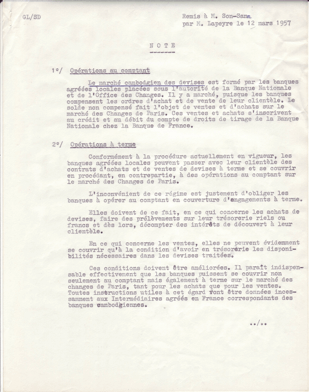 GL/HD
Remis à M. Son-Sann
par M. Lapeyre le 12 mars 1957
N O T E
1°/ Opérations au comptant
Le marché cambodgien des devises est formé par les banques
agréées locales placées sous l'autorité de la Banque Nationale
et de l'Office des Changes. Il y a marché, puisque les banques
compensent les ordres d'achat et de vente de leur clientèle. Le
solde non compensé fait l'objet de ventes et d'achats sur le
marché des Changes de Paris. Ces ventes et achats s'inscrivent
au crédit et au débit du compte de droits de tirage de la Banque
Nationale chez la Banque de France.
2°/ Opérations à terme
Conformément à la procédure actuellement en vigueur, les
banques agréées locales peuvent passer avec leur clientèle des
contrats d'achats et de ventes de devises à terme et se couvrir
en procédant, en contrepartie, à des opérations au comptant sur
le marché des Changes de Paris.
L'inconvénient de ce régime est justement d'obliger les
banques à opérer au comptant en couverture d'engagements à terme.
Elles doivent de ce fait, en ce qui concerne les achats de
devises, faire des prélèvements sur leur trésorerie riels ou
francs et dès lors, décompter des intérêts de découvert à leur
clientèle.
En ce qui concerne les ventes, elles ne peuvent évidemment
se couvrir qu'à la condition d'avoir en trésorerie les disponi-
bilités nécessaires dans les devises traitées.
Ces conditions doivent être améliorées. Il paraît indispen-
sable effectivement que les banques puissent se couvrir non
seulement au comptant mais également à terme sur le marché des
changes de Paris, tant pour les achats que pour les ventes.
Toutes instructions utiles à cet égard vont être données inces-
samment aux Intermédiaires agréés en France correspondants des
banques cambodgiennes.
../..